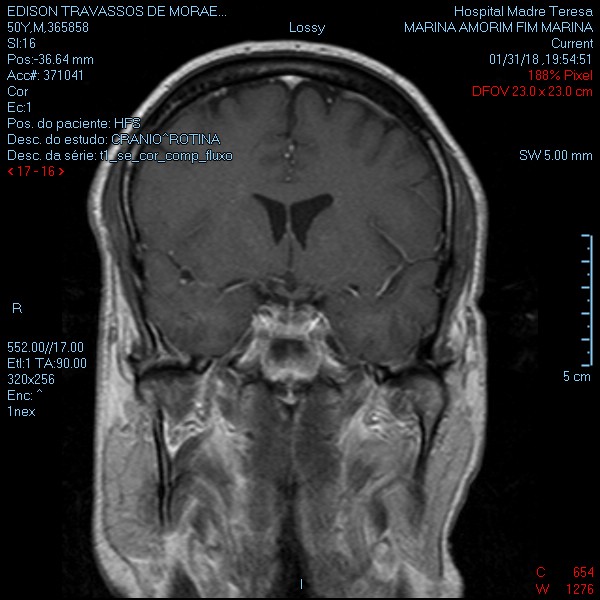 EDISON TRAVASSOS DE MORAE...
50Y,M,365858
Sl:16
Pos:-36.64 mm
Acc#: 371041
Cor
Ec:1
Pos. do paciente: HFS
Desc. do estudo: CRANIO^ROTINA
Desc. da série: t1_se_cor_comp_fluxo
< 17 - 16 >
Lossy
Hospital Madre Teresa
MARINA AMORIM FIM MARINA
Current
01/31/18 ,19:54:51
188% Pixel
DFOV 23.0 x 23.0 cm
SW 5.00 mm
R
5 cm
552.00//17.00
Etl:1 TA:90.00
320x256
Enc: ^
1nex
I
C 654
W 1276